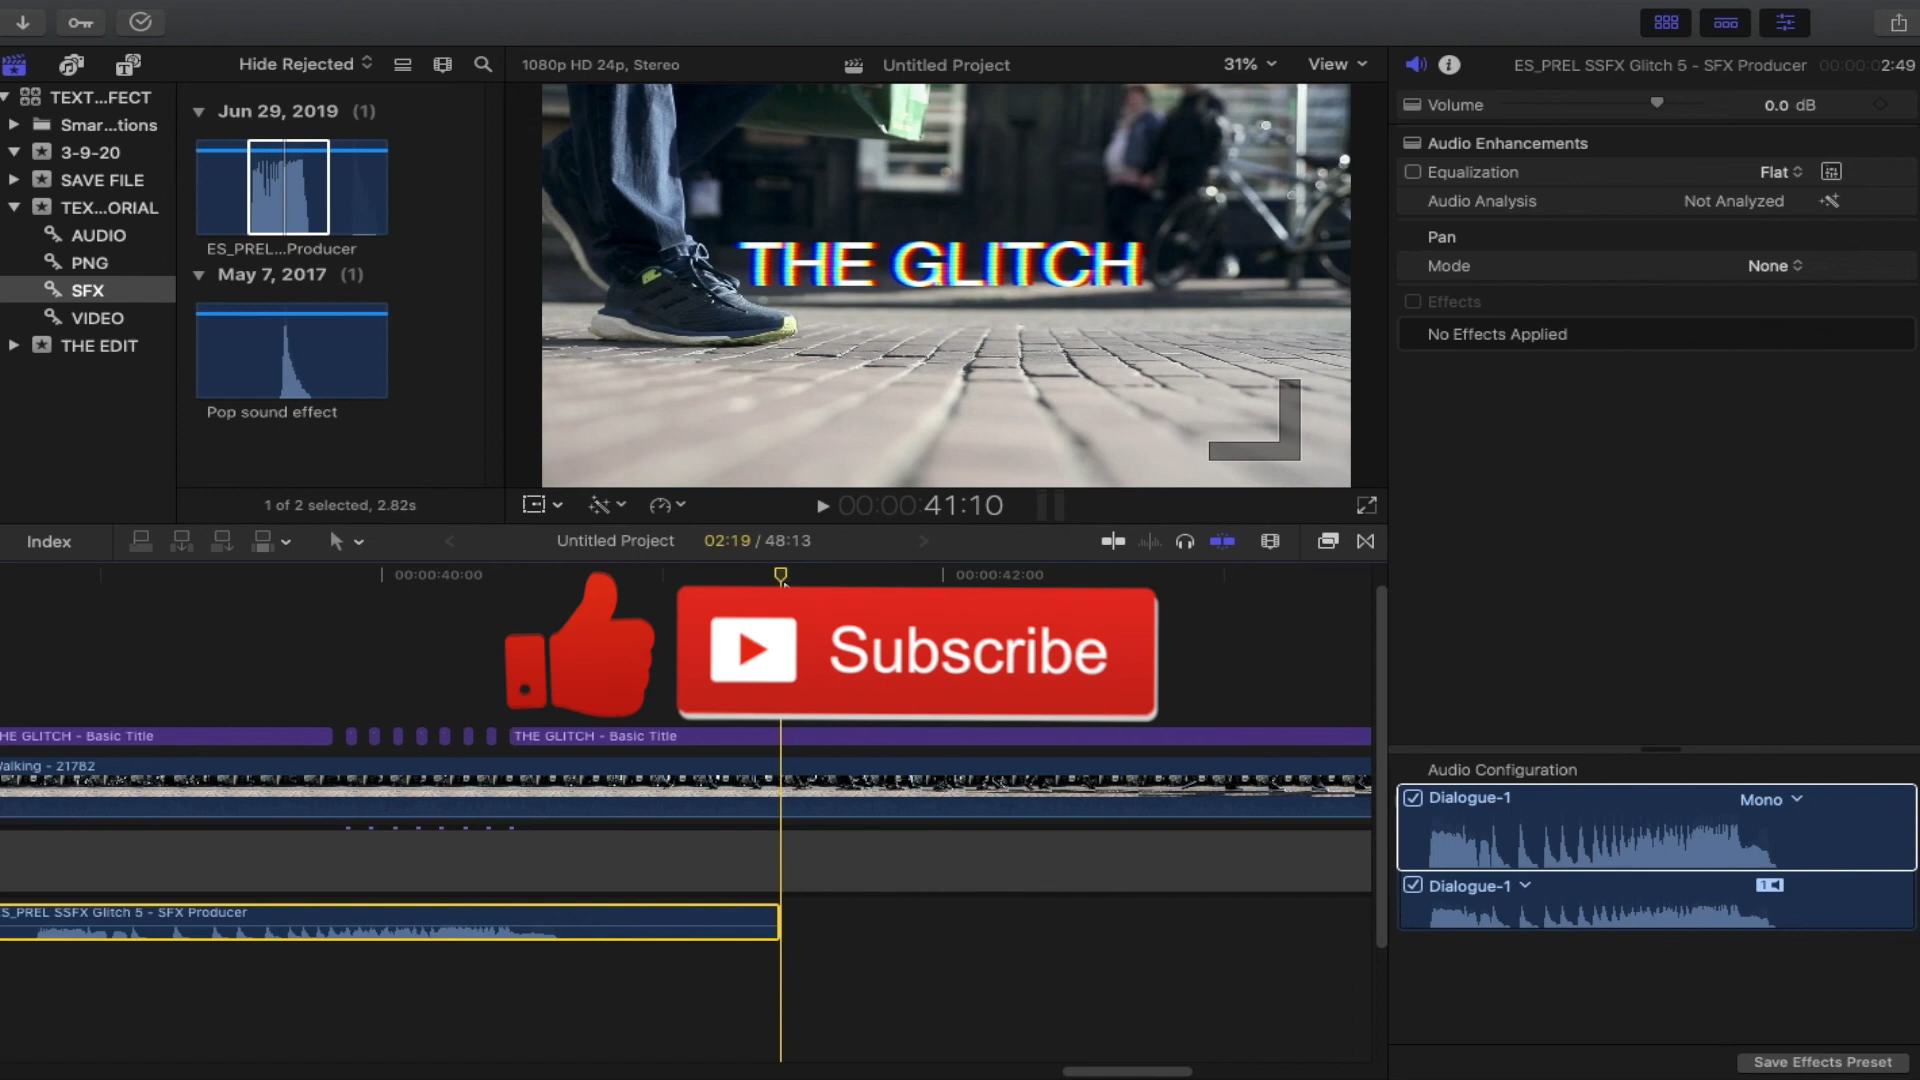 Hide Rejected
1080p HD 24p, Stereo
Untitled Project
31%
View
ES_PREL SSFX Glitch 5 - SFX Producer
00:00:02:49
TEXT...FECT
Smar...tions
3-9-20
SAVE FILE
TEX...ORIAL
AUDIO
PNG
SFX
VIDEO
THE EDIT
Jun 29, 2019 (1)
ES_PREL...Producer
May 7, 2017 (1)
Pop sound effect
1 of 2 selected, 2.82s
THE GLITCH
00:00:41:10
Volume
0.0 dB
Audio Enhancements
Equalization
Flat
Audio Analysis
Not Analyzed
Pan
Mode
None
Effects
No Effects Applied
Index
Untitled Project
02:19 / 48:13
00:00:40:00
00:00:42:00
Subscribe
HE GLITCH - Basic Title
THE GLITCH - Basic Title
alking - 21782
S_PREL SSFX Glitch 5 - SFX Producer
Audio Configuration
Dialogue-1
Mono
Dialogue-1
1
Save Effects Preset